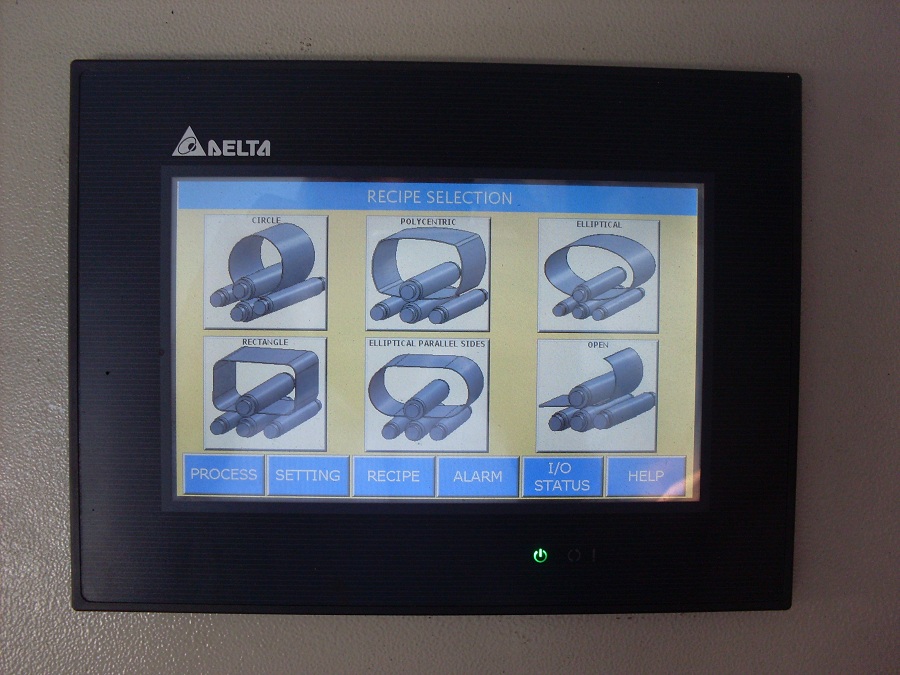 DELTA
RECIPE SELECTION
CIRCLE
POLYCENTRIC
ELLIPTICAL
RECTANGLE
ELLIPTICAL PARALLEL SIDES
OPEN
PROCESS
SETTING
RECIPE
ALARM
I/O
STATUS
HELP